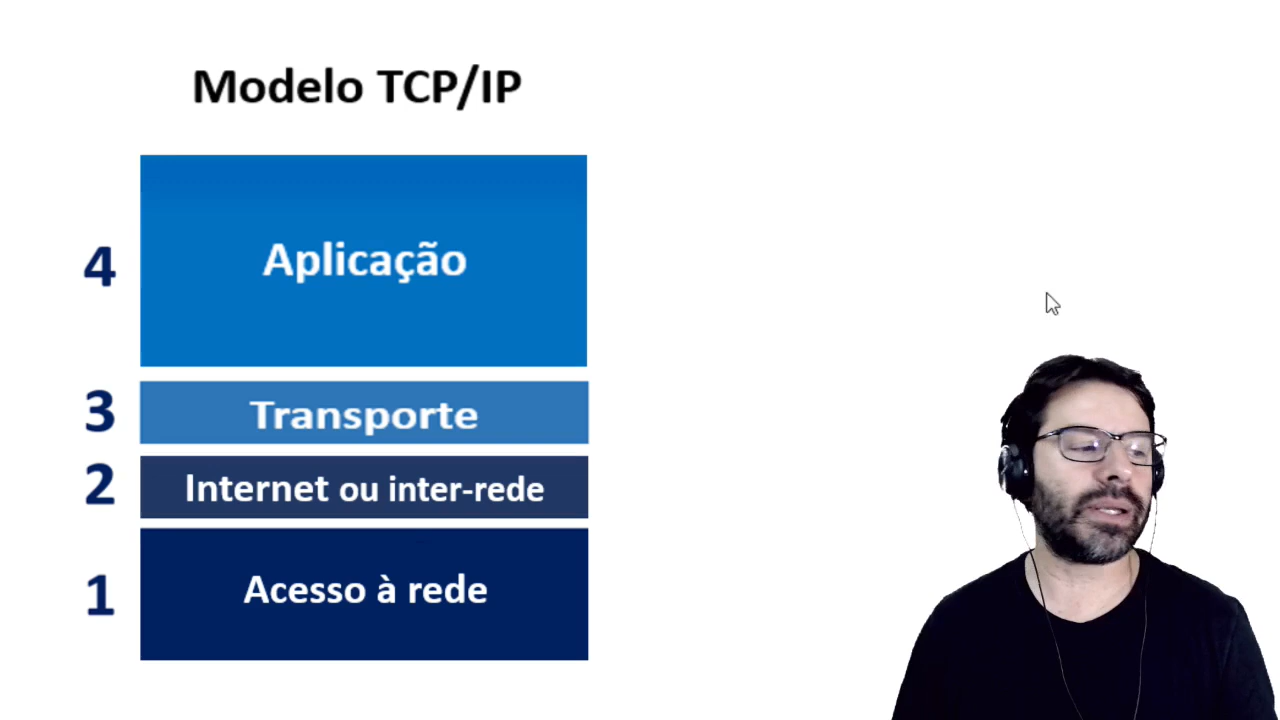 Modelo TCP/IP
4
Aplicação
3
Transporte
2
Internet ou inter-rede
1
Acesso à rede